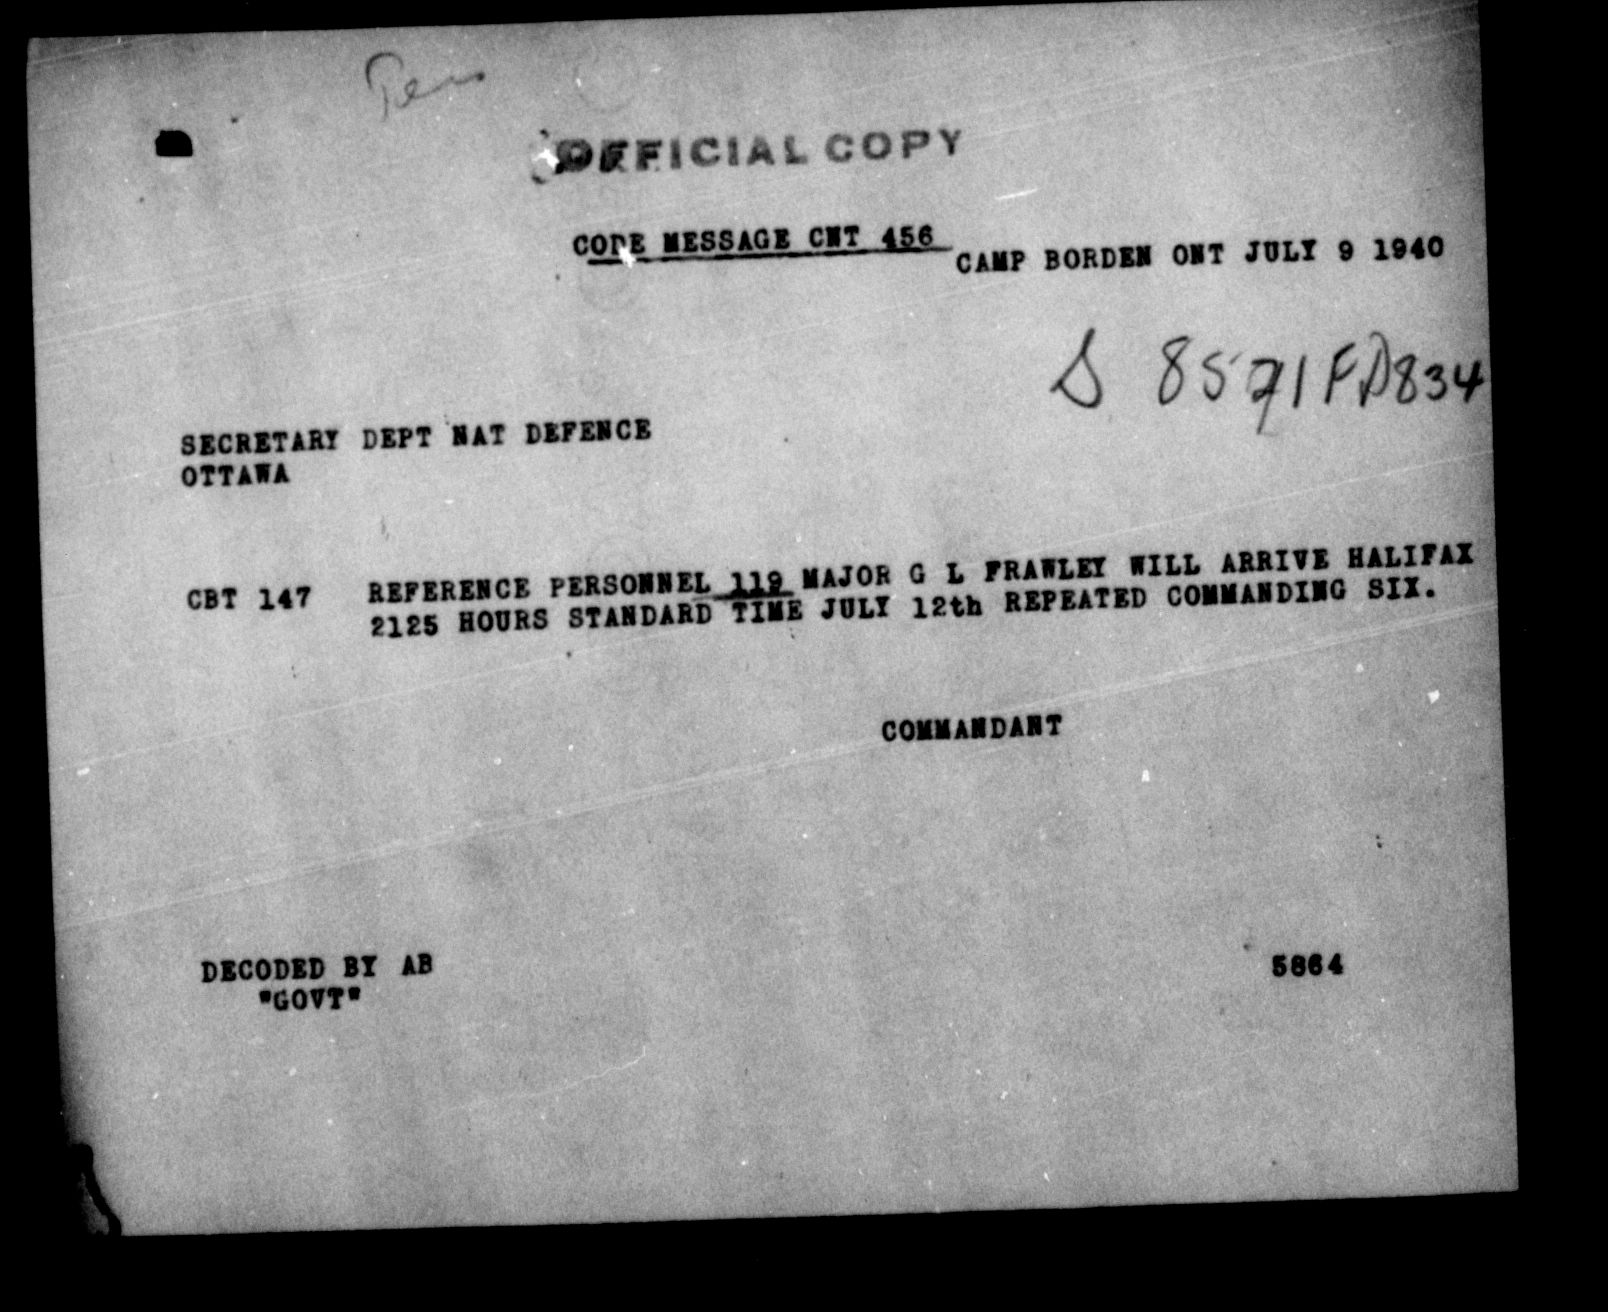 Pers
OFFICIAL COPY
CODE MESSAGE CNT 456
CAMP BORDEN ONT JULY 9 1940
S 8571 FD834
SECRETARY DEPT NAT DEFENCE
OTTAWA
CBT 147 REFERENCE PERSONNEL 119 MAJOR G L FRAWLEY WILL ARRIVE HALIFAX
2125 HOURS STANDARD TIME JULY 12th REPEATED COMMANDING SIX.
COMMANDANT
DECODED BY AB
"GOVT"
5864